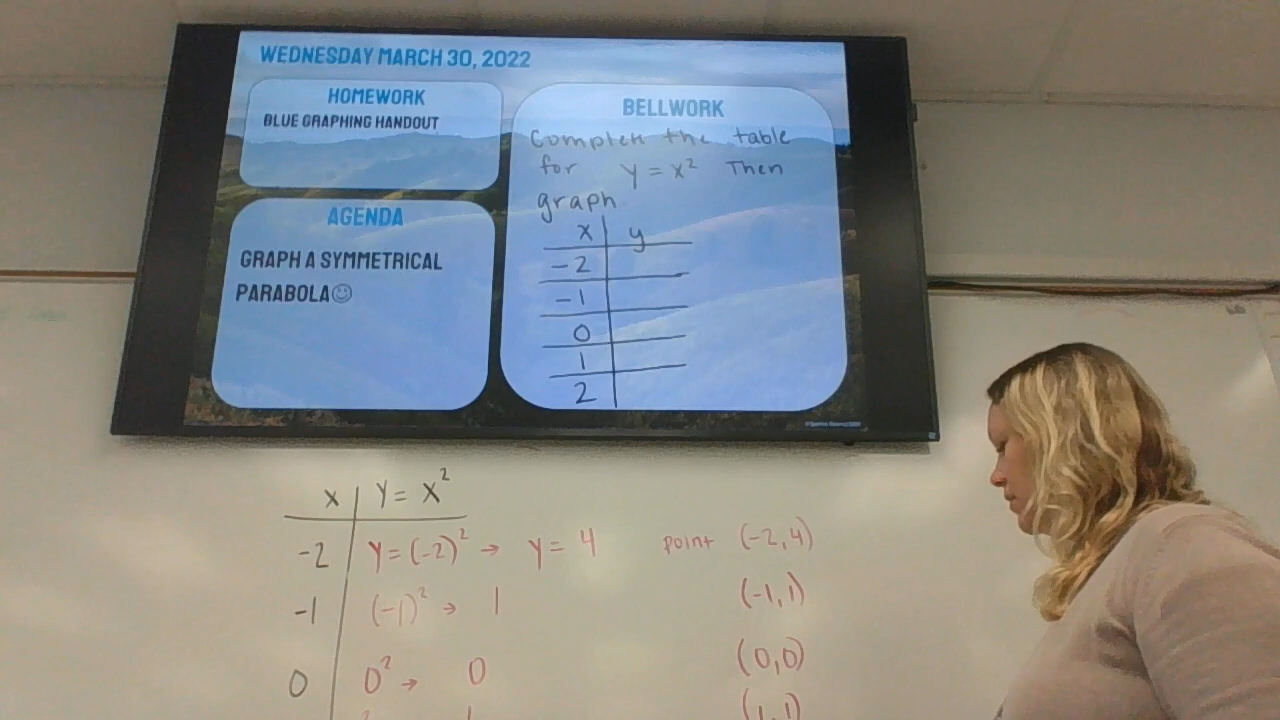 WEDNESDAY MARCH 30, 2022
HOMEWORK
BLUE GRAPHING HANDOUT
AGENDA
GRAPH A SYMMETRICAL
PARABOLA☺
BELLWORK
Complete the table
for y = x² Then
graph
x y
-2
-1
0
1
2
x y = x²
-2 y = (-2)² → y = 4 point (-2,4)
-1 (-1)² → 1 (-1,1)
0 0² → 0 (0,0)
(1,1)